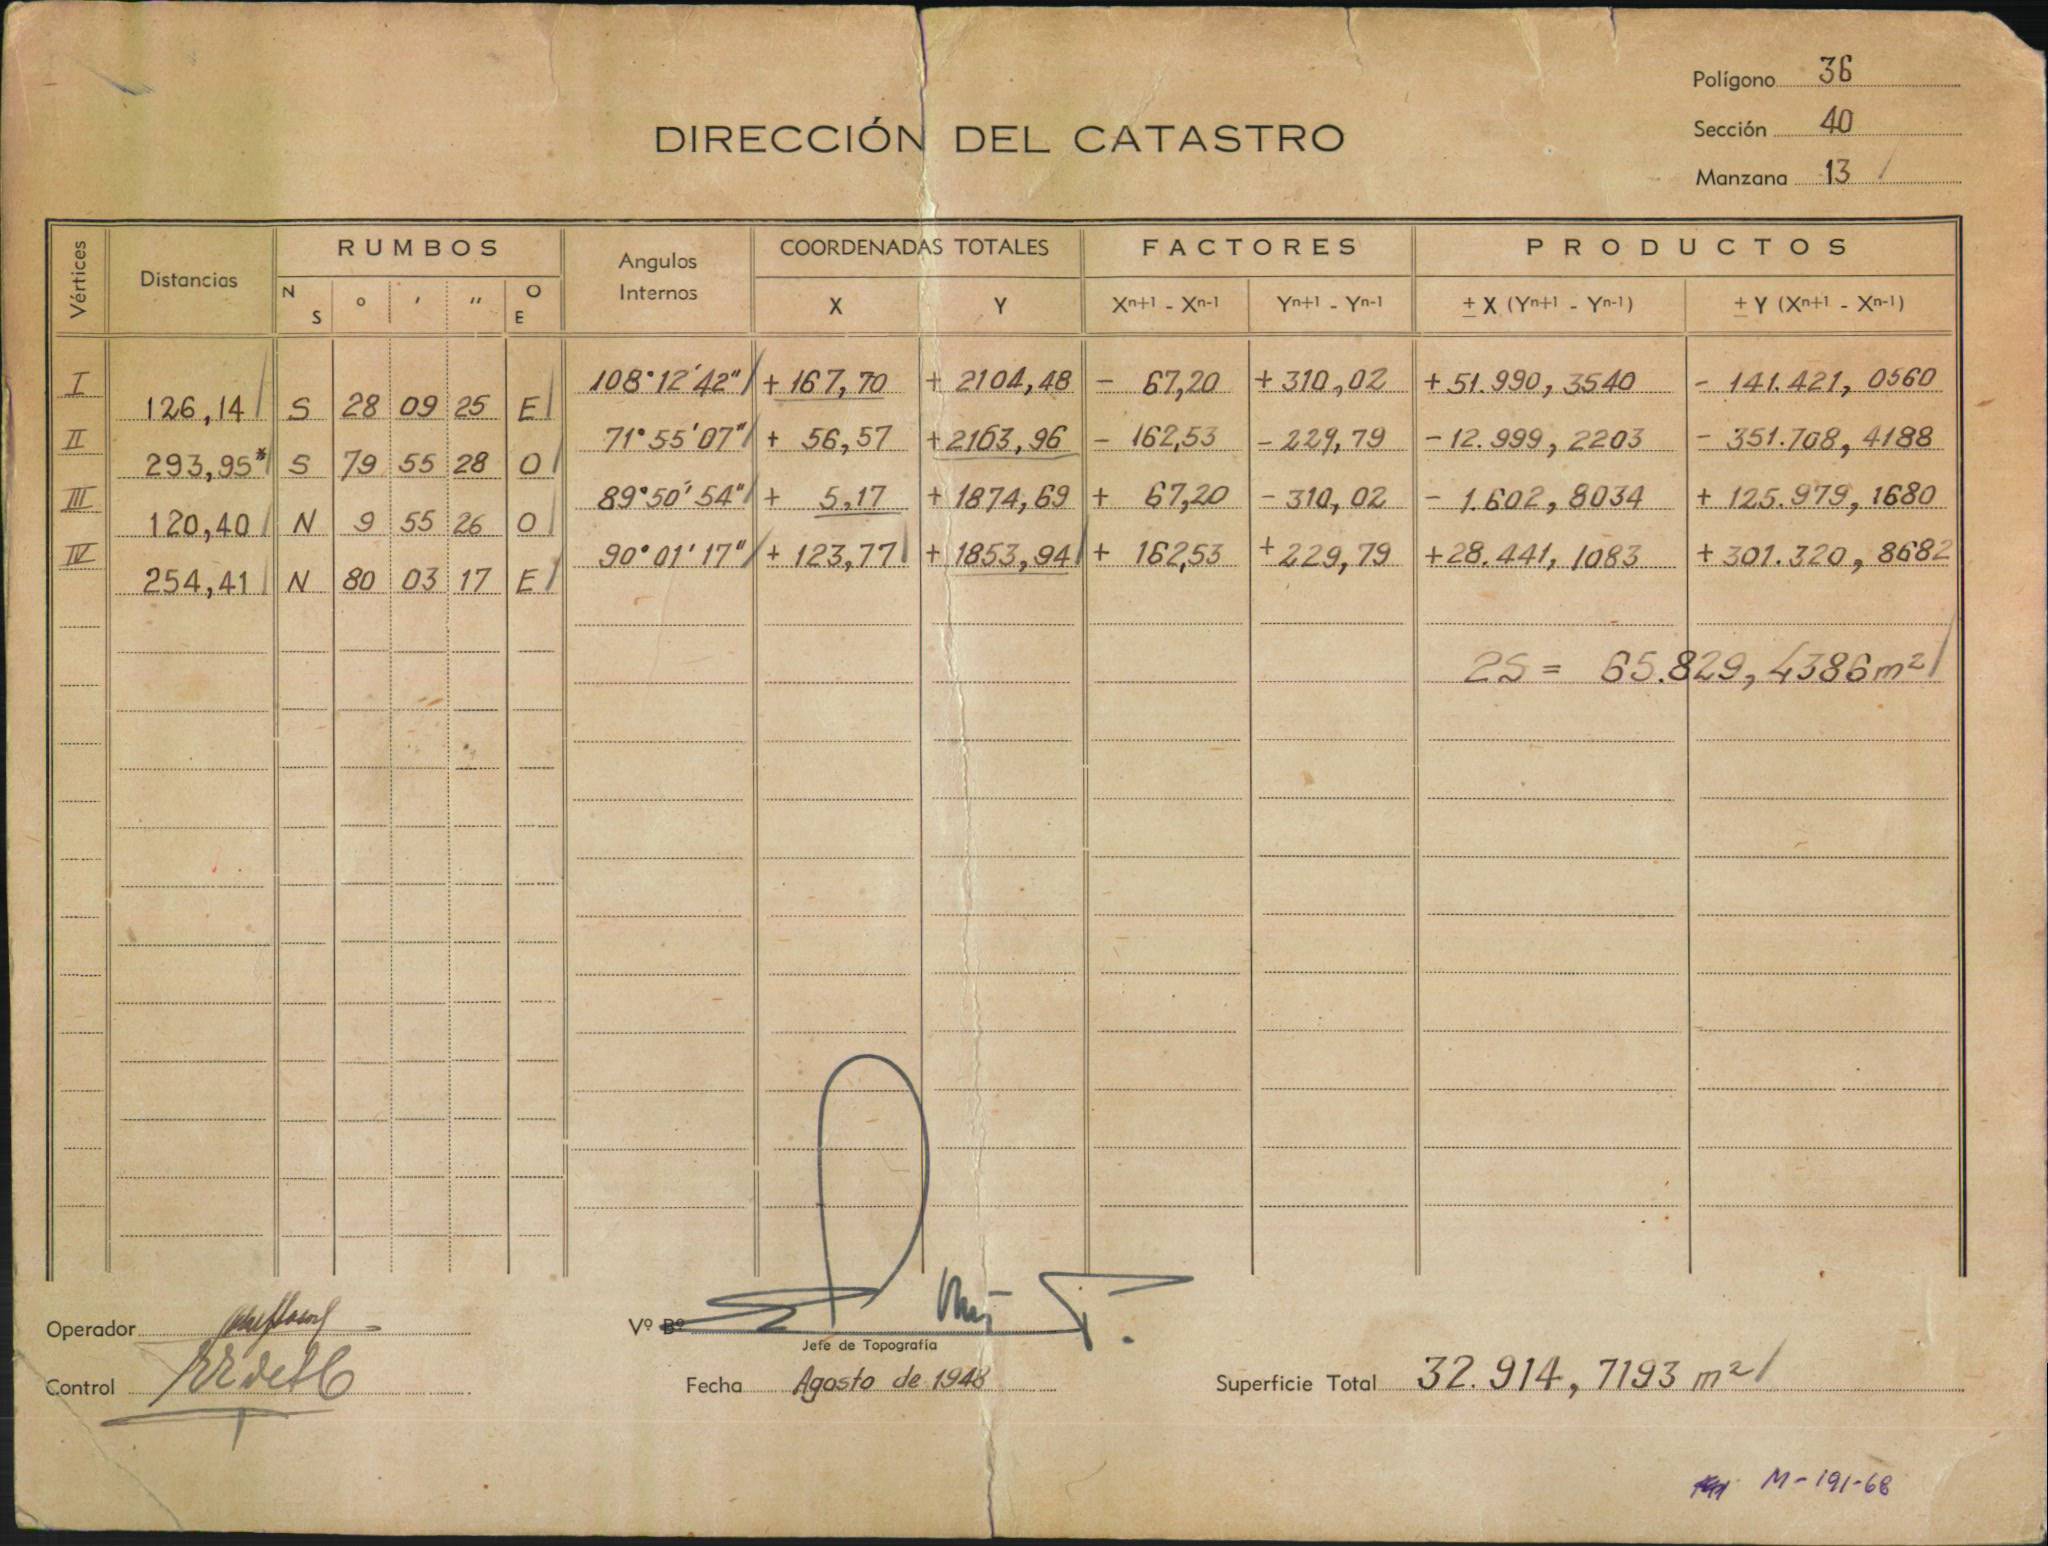 Polígono 36
Sección 40
Manzana 13
DIRECCIÓN DEL CATASTRO
Vértices Distancias RUMBOS Angulos Internos COORDENADAS TOTALES FACTORES PRODUCTOS
N S ° ' " O E X Y Xn+1 - Xn-1 Yn+1 - Yn-1 ± X (Yn+1 - Yn-1) ± Y (Xn+1 - Xn-1)
I 108° 12' 42" + 167,70 + 2104,48 - 67,20 + 310,02 + 51.990,3540 - 141.421,0560
126,14 S 28 09 25 E
II 71° 55' 07" + 56,57 + 2163,96 - 162,53 - 229,79 - 12.999,2203 - 351.708,4188
293,95* S 79 55 28 O
III 89° 50' 54" + 5,17 + 1874,69 + 67,20 - 310,02 - 1.602,8034 + 125.979,1680
120,40 N 9 55 26 O
IV 90° 01' 17" + 123,77 + 1853,94 + 162,53 + 229,79 + 28.441,1083 + 301.320,8682
254,41 N 80 03 17 E
2S = 65.829,4386 m²
Operador
Vº Bº
Jefe de Topografía
Control
Fecha Agosto de 1948
Superficie Total 32.914,7193 m²
M-191-68